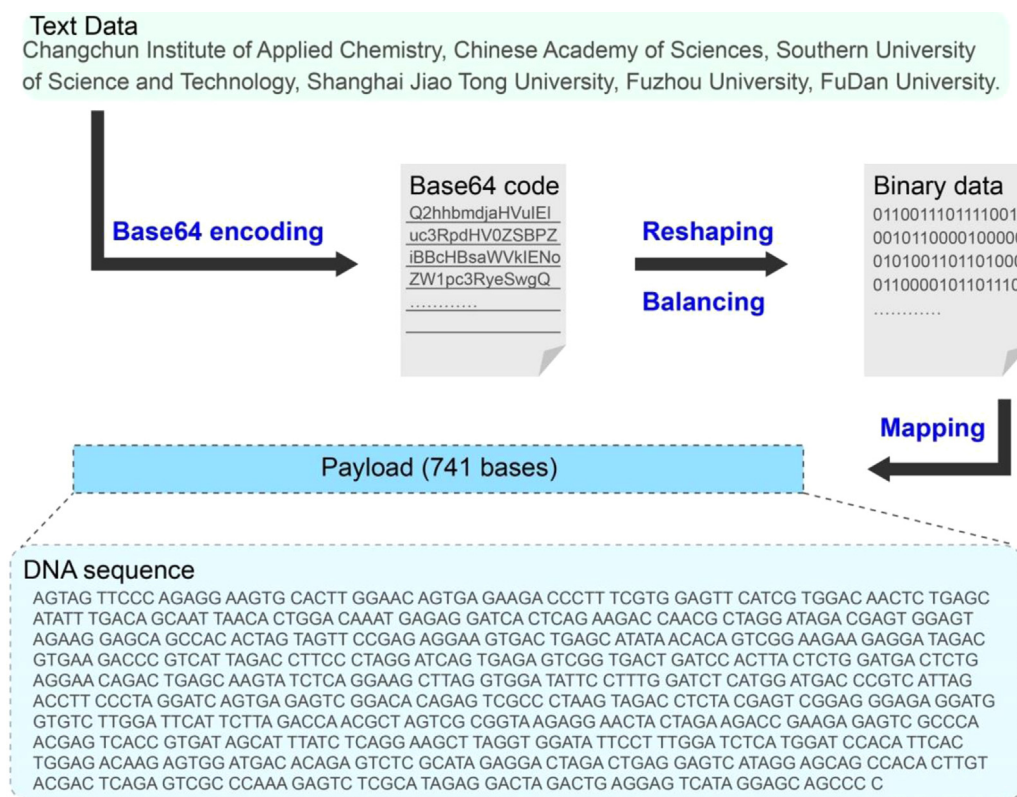 Text Data
Changchun Institute of Applied Chemistry, Chinese Academy of Sciences, Southern University
of Science and Technology, Shanghai Jiao Tong University, Fuzhou University, FuDan University.
Base64 encoding
Base64 code
Q2hhbmdjaHVuIEl
uc3RpdHV0ZSBPZ
iBBcHBsaWVkIENo
ZW1pc3RyeSwgQ
............
Reshaping
Balancing
Binary data
0110011101111001
0010110000100000
0101001101101000
0110000101101110
............
Mapping
Payload (741 bases)
DNA sequence
AGTAG TTCCC AGAGG AAGTG CACTT GGAAC AGTGA GAAGA CCCTT TCGTG GAGTT CATCG TGGAC AACTC TGAGC
ATATT TGACA GCAAT TAACA CTGGA CAAAT GAGAG GATCA CTCAG AAGAC CAACG CTAGG ATAGA CGAGT GGAGT
AGAAG GAGCA GCCAC ACTAG TAGTT CCGAG AGGAA GTGAC TGAGC ATATA ACACA GTCGG AAGAA GAGGA TAGAC
GTGAA GACCC GTCAT TAGAC CTTCC CTAGG ATCAG TGAGA GTCGG TGACT GATCC ACTTA CTCTG GATGA CTCTG
AGGAA CAGAC TGAGC AAGTA TCTCA GGAAG CTTAG GTGGA TATTC CTTTG GATCT CATGG ATGAC CCGTC ATTAG
ACCTT CCCTA GGATC AGTGA GAGTC GGACA CAGAG TCGCC CTAAG TAGAC CTCTA CGAGT CGGAG GGAGA GGATG
GTGTC TTGGA TTCAT TCTTA GACCA ACGCT AGTCG CGGTA AGAGG AACTA CTAGA AGACC GAAGA GAGTC GCCCA
ACGAG TCACC GTGAT AGCAT TTATC TCAGG AAGCT TAGGT GGATA TTCCT TTGGA TCTCA TGGAT CCACA TTCAC
TGGAG ACAAG AGTGG ATGAC ACAGA GTCTC GCATA GAGGA CTAGA CTGAG GAGTC ATAGG AGCAG CCACA CTTGT
ACGAC TCAGA GTCGC CCAAA GAGTC TCGCA TAGAG GACTA GACTG AGGAG TCATA GGAGC AGCCC C